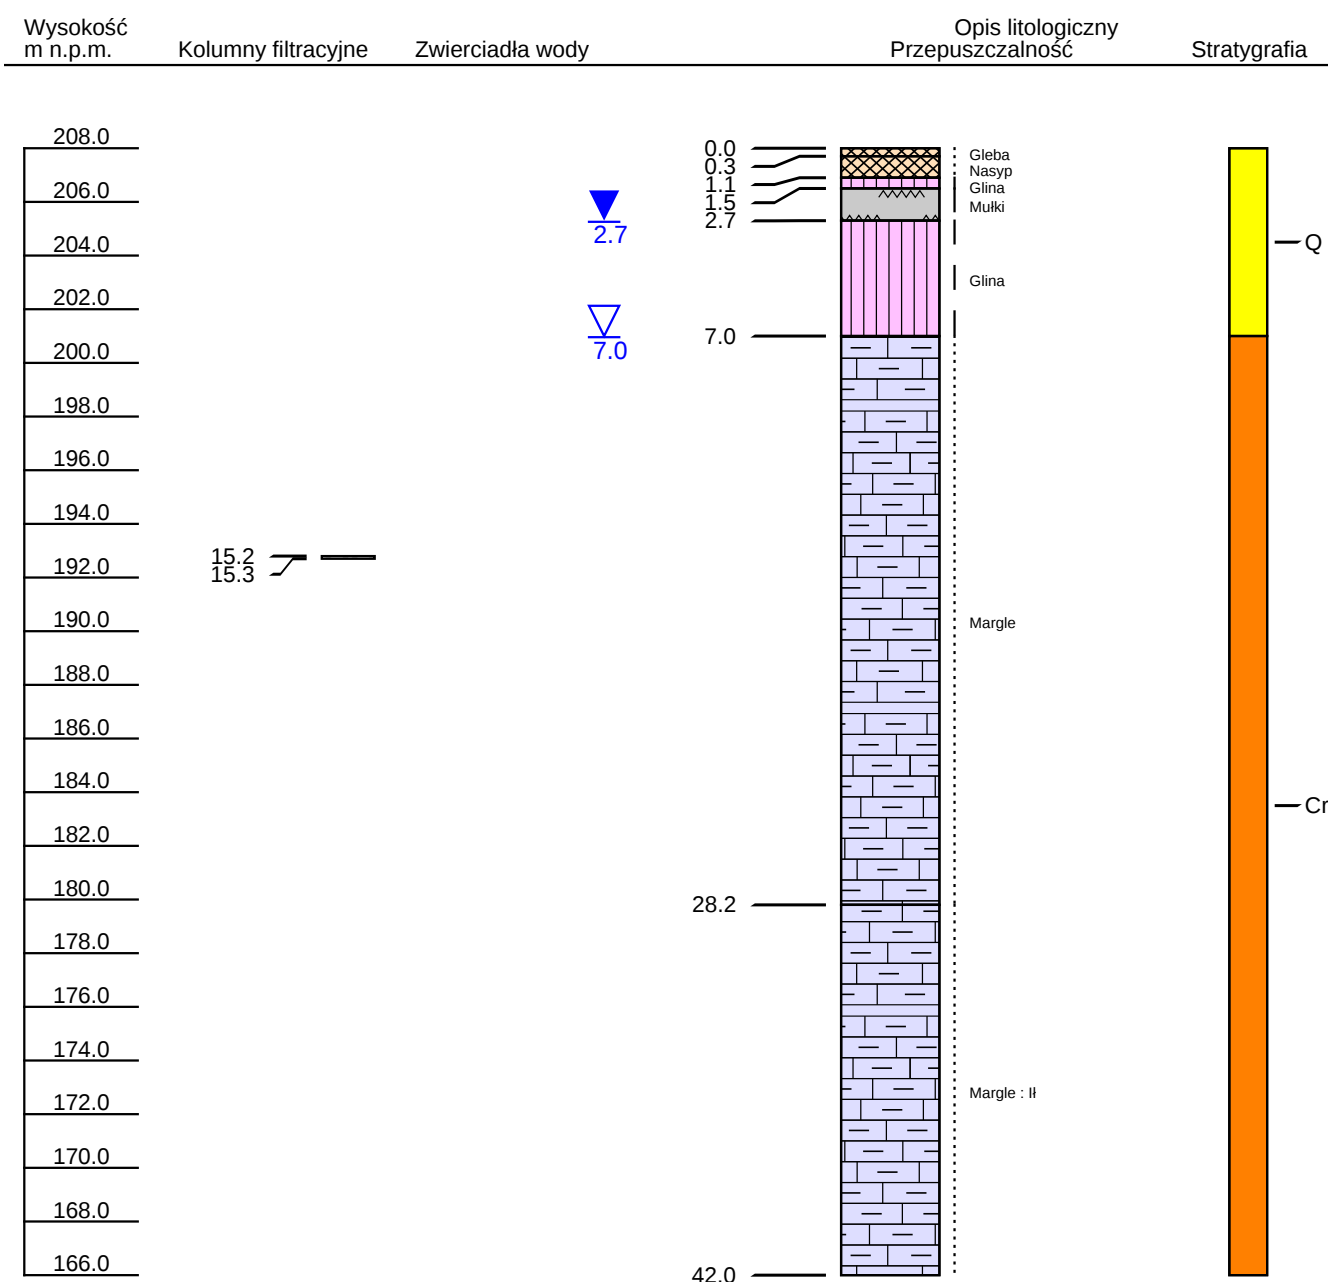 Wysokość
m n.p.m.
Kolumny filtracyjne
Zwierciadła wody
Opis litologiczny
Przepuszczalność
Stratygrafia
208.0
206.0
204.0
202.0
200.0
198.0
196.0
194.0
192.0
190.0
188.0
186.0
184.0
182.0
180.0
178.0
176.0
174.0
172.0
170.0
168.0
166.0
15.2
15.3
2.7
7.0
0.0
0.3
1.1
1.5
2.7
7.0
28.2
42.0
Gleba
Nasyp
Glina
Mułki
Glina
Margle
Margle : Ił
Q
Cr